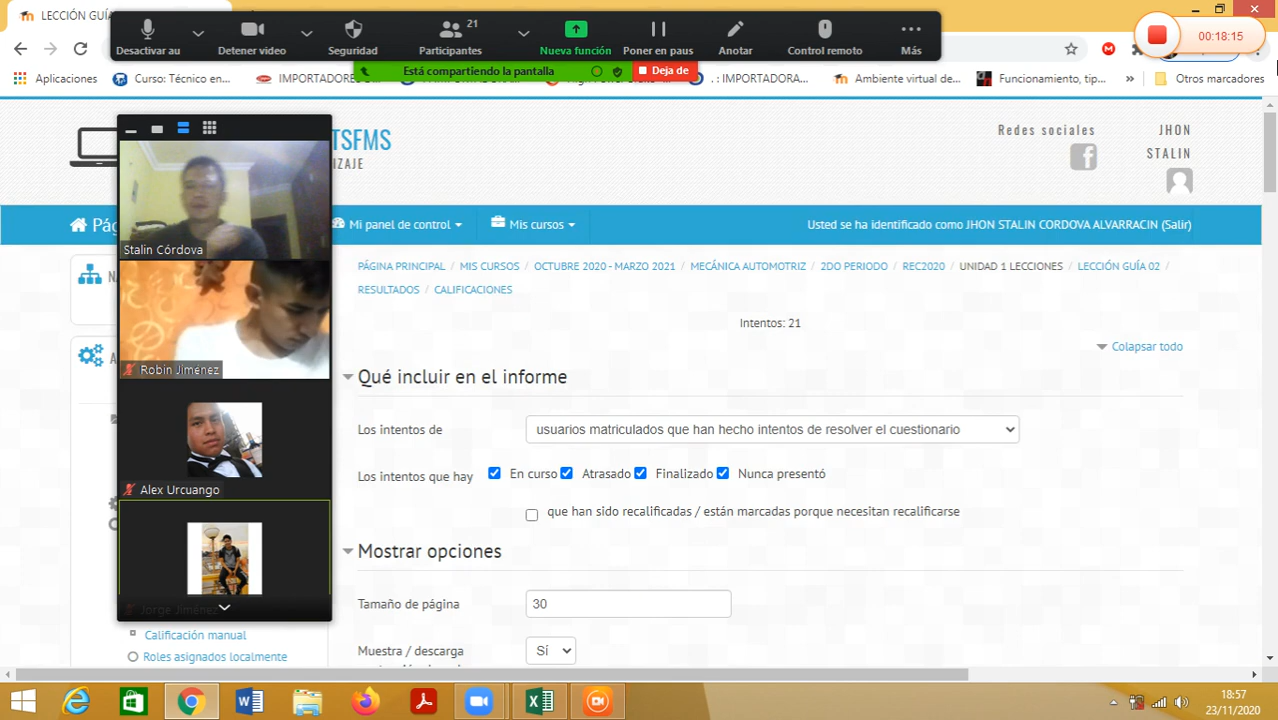 LECCIÓN GUÍA
21
Desactivar au
Detener video
Seguridad
Participantes
Nueva función
Poner en paus
Anotar
Control remoto
Más
00:18:15
Está compartiendo la pantalla
Deja de
Aplicaciones
Curso: Técnico en...
IMPORTADORES
. : IMPORTADORA...
Ambiente virtual de...
Funcionamiento, tip...
»
Otros marcadores
TSFMS
IZAJE
Redes sociales
JHON
STALIN
Pág
Mi panel de control
Mis cursos
Usted se ha identificado como JHON STALIN CORDOVA ALVARRACIN (Salir)
Stalin Córdova
Robin Jimenez
Alex Urcuango
Jorge Jiménez
PÁGINA PRINCIPAL / MIS CURSOS / OCTUBRE 2020 - MARZO 2021 / MECÁNICA AUTOMOTRIZ / 2DO PERIODO / REC2020 / UNIDAD 1 LECCIONES / LECCIÓN GUÍA 02 /
RESULTADOS / CALIFICACIONES
Intentos: 21
Colapsar todo
Qué incluir en el informe
Los intentos de
usuarios matriculados que han hecho intentos de resolver el cuestionario
Los intentos que hay
En curso
Atrasado
Finalizado
Nunca presentó
que han sido recalificadas / están marcadas porque necesitan recalificarse
Mostrar opciones
Tamaño de página
30
Muestra / descarga
Sí
Calificación manual
Roles asignados localmente
18:57
23/11/2020